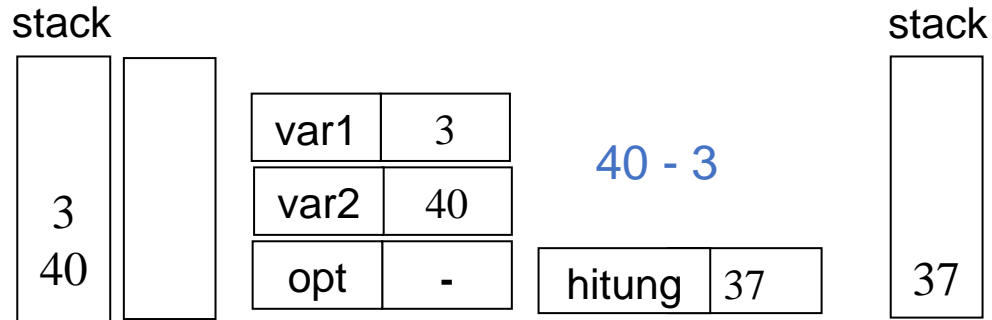 stack
stack
var1 3
40 - 3
var2 40
3
40
opt -
hitung 37
37